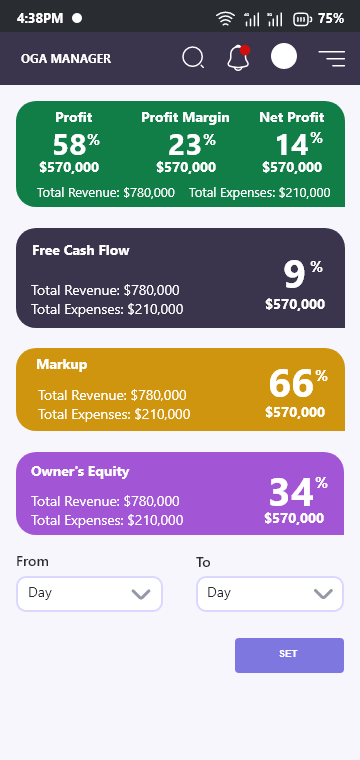 4:38PM 75%
OGA MANAGER
Profit Profit Margin Net Profit
58% 23% 14%
$570,000 $570,000 $570,000
Total Revenue: $780,000 Total Expenses: $210,000
Free Cash Flow
9%
Total Revenue: $780,000
$570,000
Total Expenses: $210,000
Markup
66%
Total Revenue: $780,000
$570,000
Total Expenses: $210,000
Owner's Equity
34%
Total Revenue: $780,000
$570,000
Total Expenses: $210,000
From To
Day Day
SET